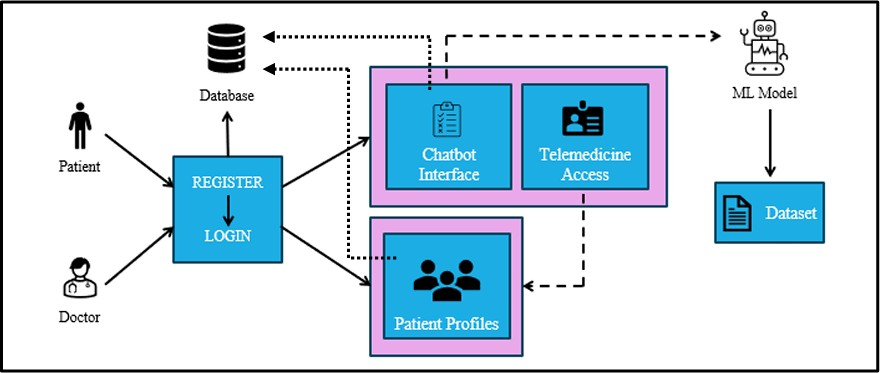 Database
ML Model
Patient
REGISTER
LOGIN
Chatbot
Interface
Telemedicine
Access
Dataset
Doctor
Patient Profiles